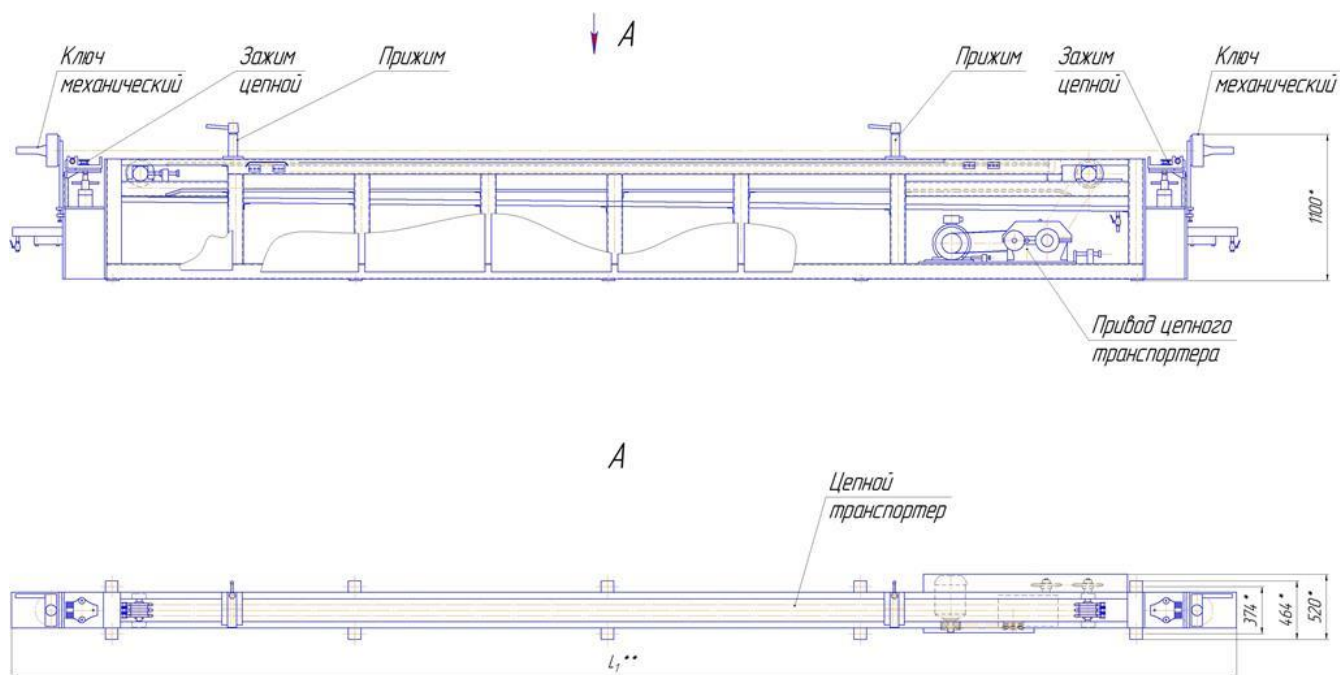 А
Ключ
механический
Зажим
цепной
Прижим
Прижим
Зажим
цепной
Ключ
механический
1100*
Привод цепного
транспортера
А
Цепной
транспортер
374*
464*
520*
L₁**